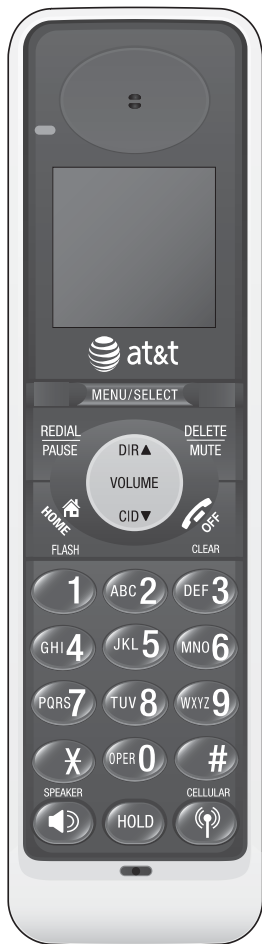 at&t
MENU/SELECT
REDIAL
PAUSE
DELETE
MUTE
DIR▲
VOLUME
CID▼
HOME
FLASH
OFF
CLEAR
1
ABC 2
DEF 3
GHI 4
JKL 5
MNO 6
PQRS 7
TUV 8
WXYZ 9
*
OPER 0
#
SPEAKER
CELLULAR
HOLD